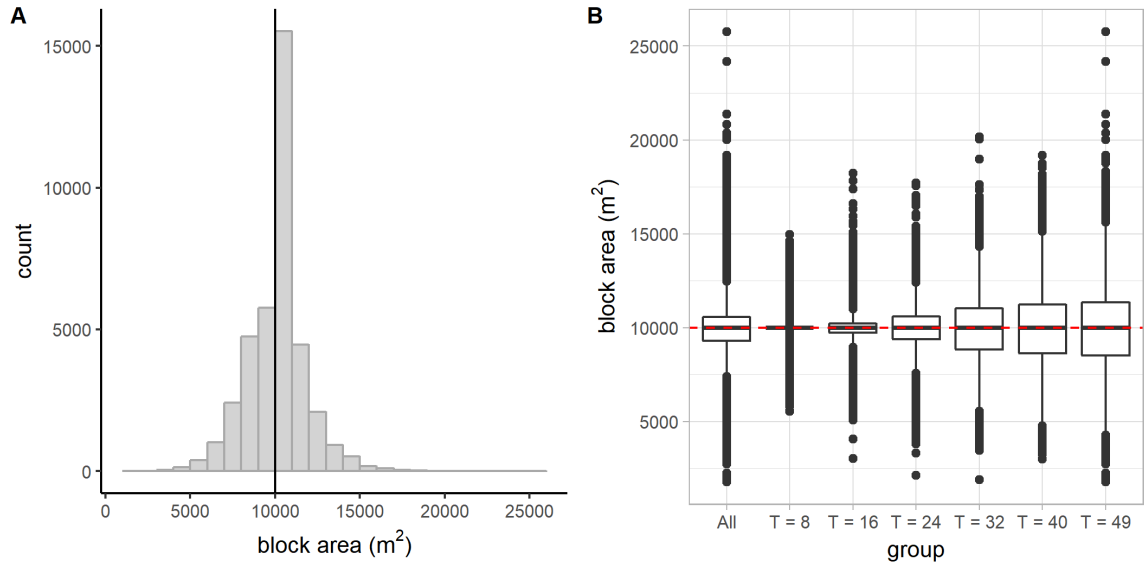 A
15000
10000
5000
0
count
0 5000 10000 15000 20000 25000
block area (m²)
B
25000
20000
15000
10000
5000
block area (m²)
All T = 8 T = 16 T = 24 T = 32 T = 40 T = 49
group